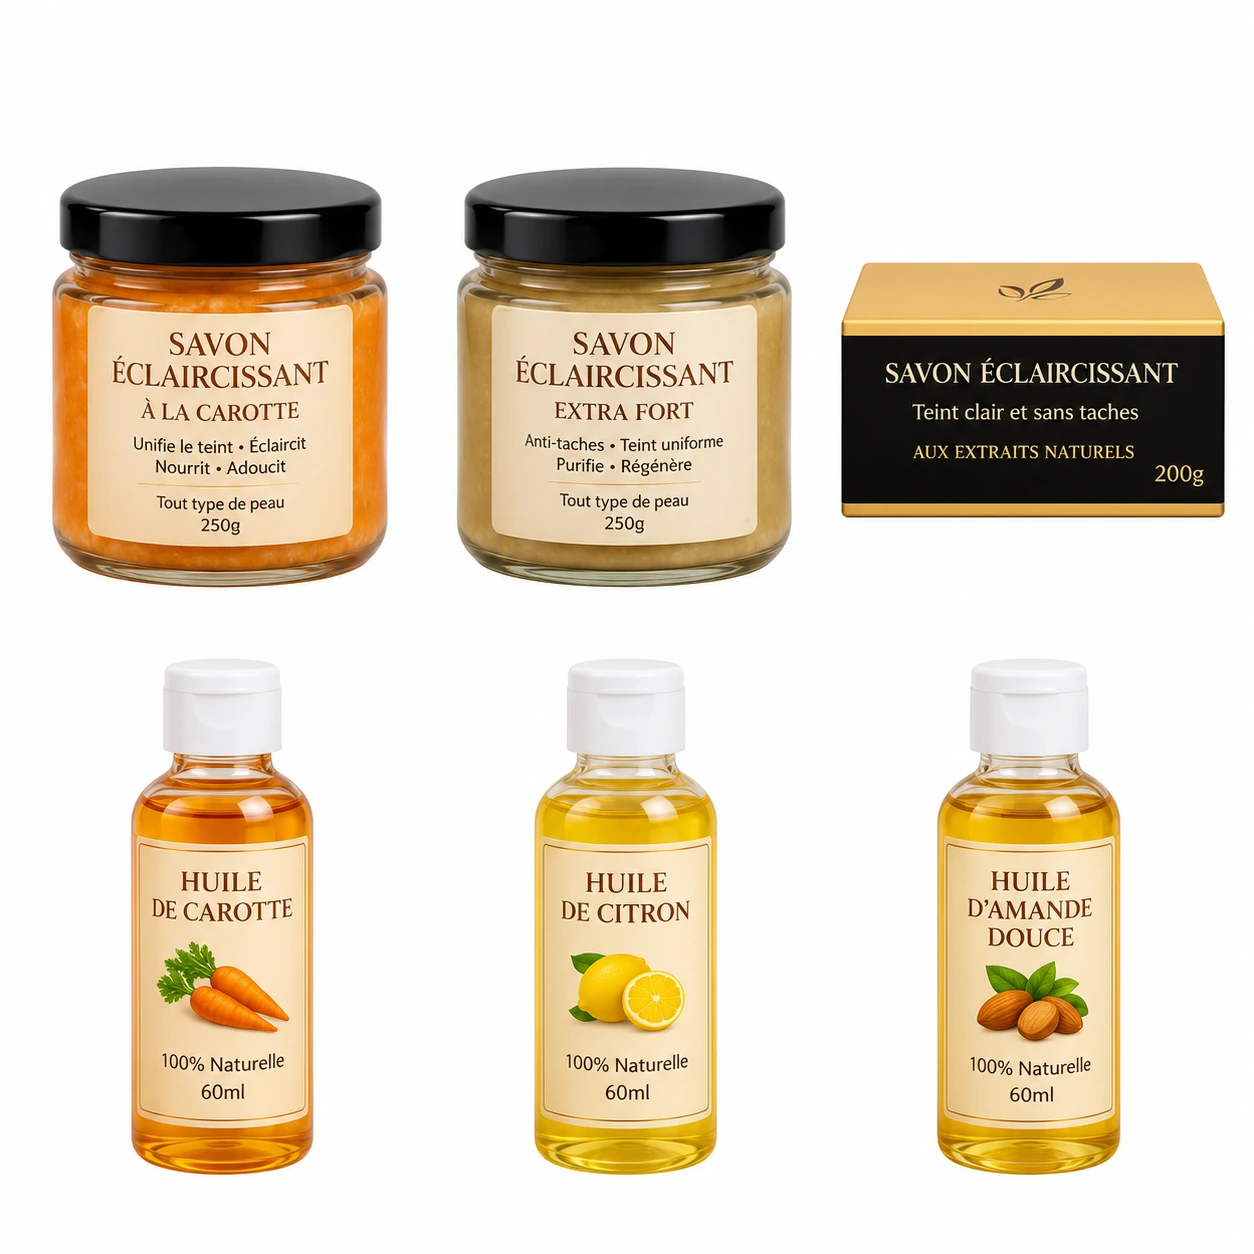 SAVON
ÉCLAIRCISSANT
À LA CAROTTE
Unifie le teint • Éclaircit
Nourrit • Adoucit
Tout type de peau
250g
SAVON
ÉCLAIRCISSANT
EXTRA FORT
Anti-taches • Teint uniforme
Purifie • Régénère
Tout type de peau
250g
SAVON ÉCLAIRCISSANT
Teint clair et sans taches
AUX EXTRAITS NATURELS
200g
HUILE
DE CAROTTE
100% Naturelle
60ml
HUILE
DE CITRON
100% Naturelle
60ml
HUILE
D'AMANDE
DOUCE
100% Naturelle
60ml